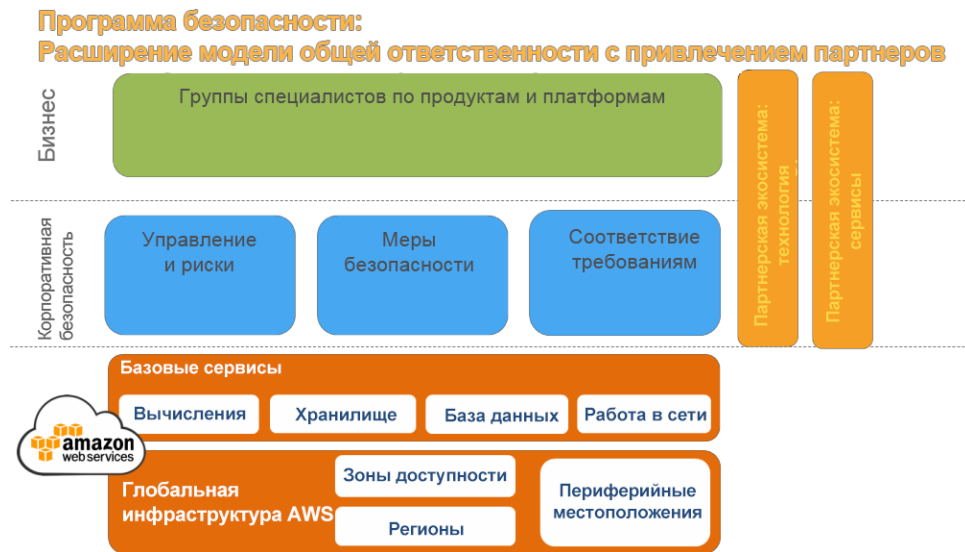 Программа безопасности:
Расширение модели общей ответственности с привлечением партнеров
Бизнес
Группы специалистов по продуктам и платформам
Партнерская экосистема:
технология
Партнерская экосистема:
сервисы
Корпоративная
безопасность
Управление
и риски
Меры
безопасности
Соответствие
требованиям
Базовые сервисы
Вычисления
Хранилище
База данных
Работа в сети
amazon
webservices
Глобальная
инфраструктура AWS
Зоны доступности
Регионы
Периферийные
местоположения